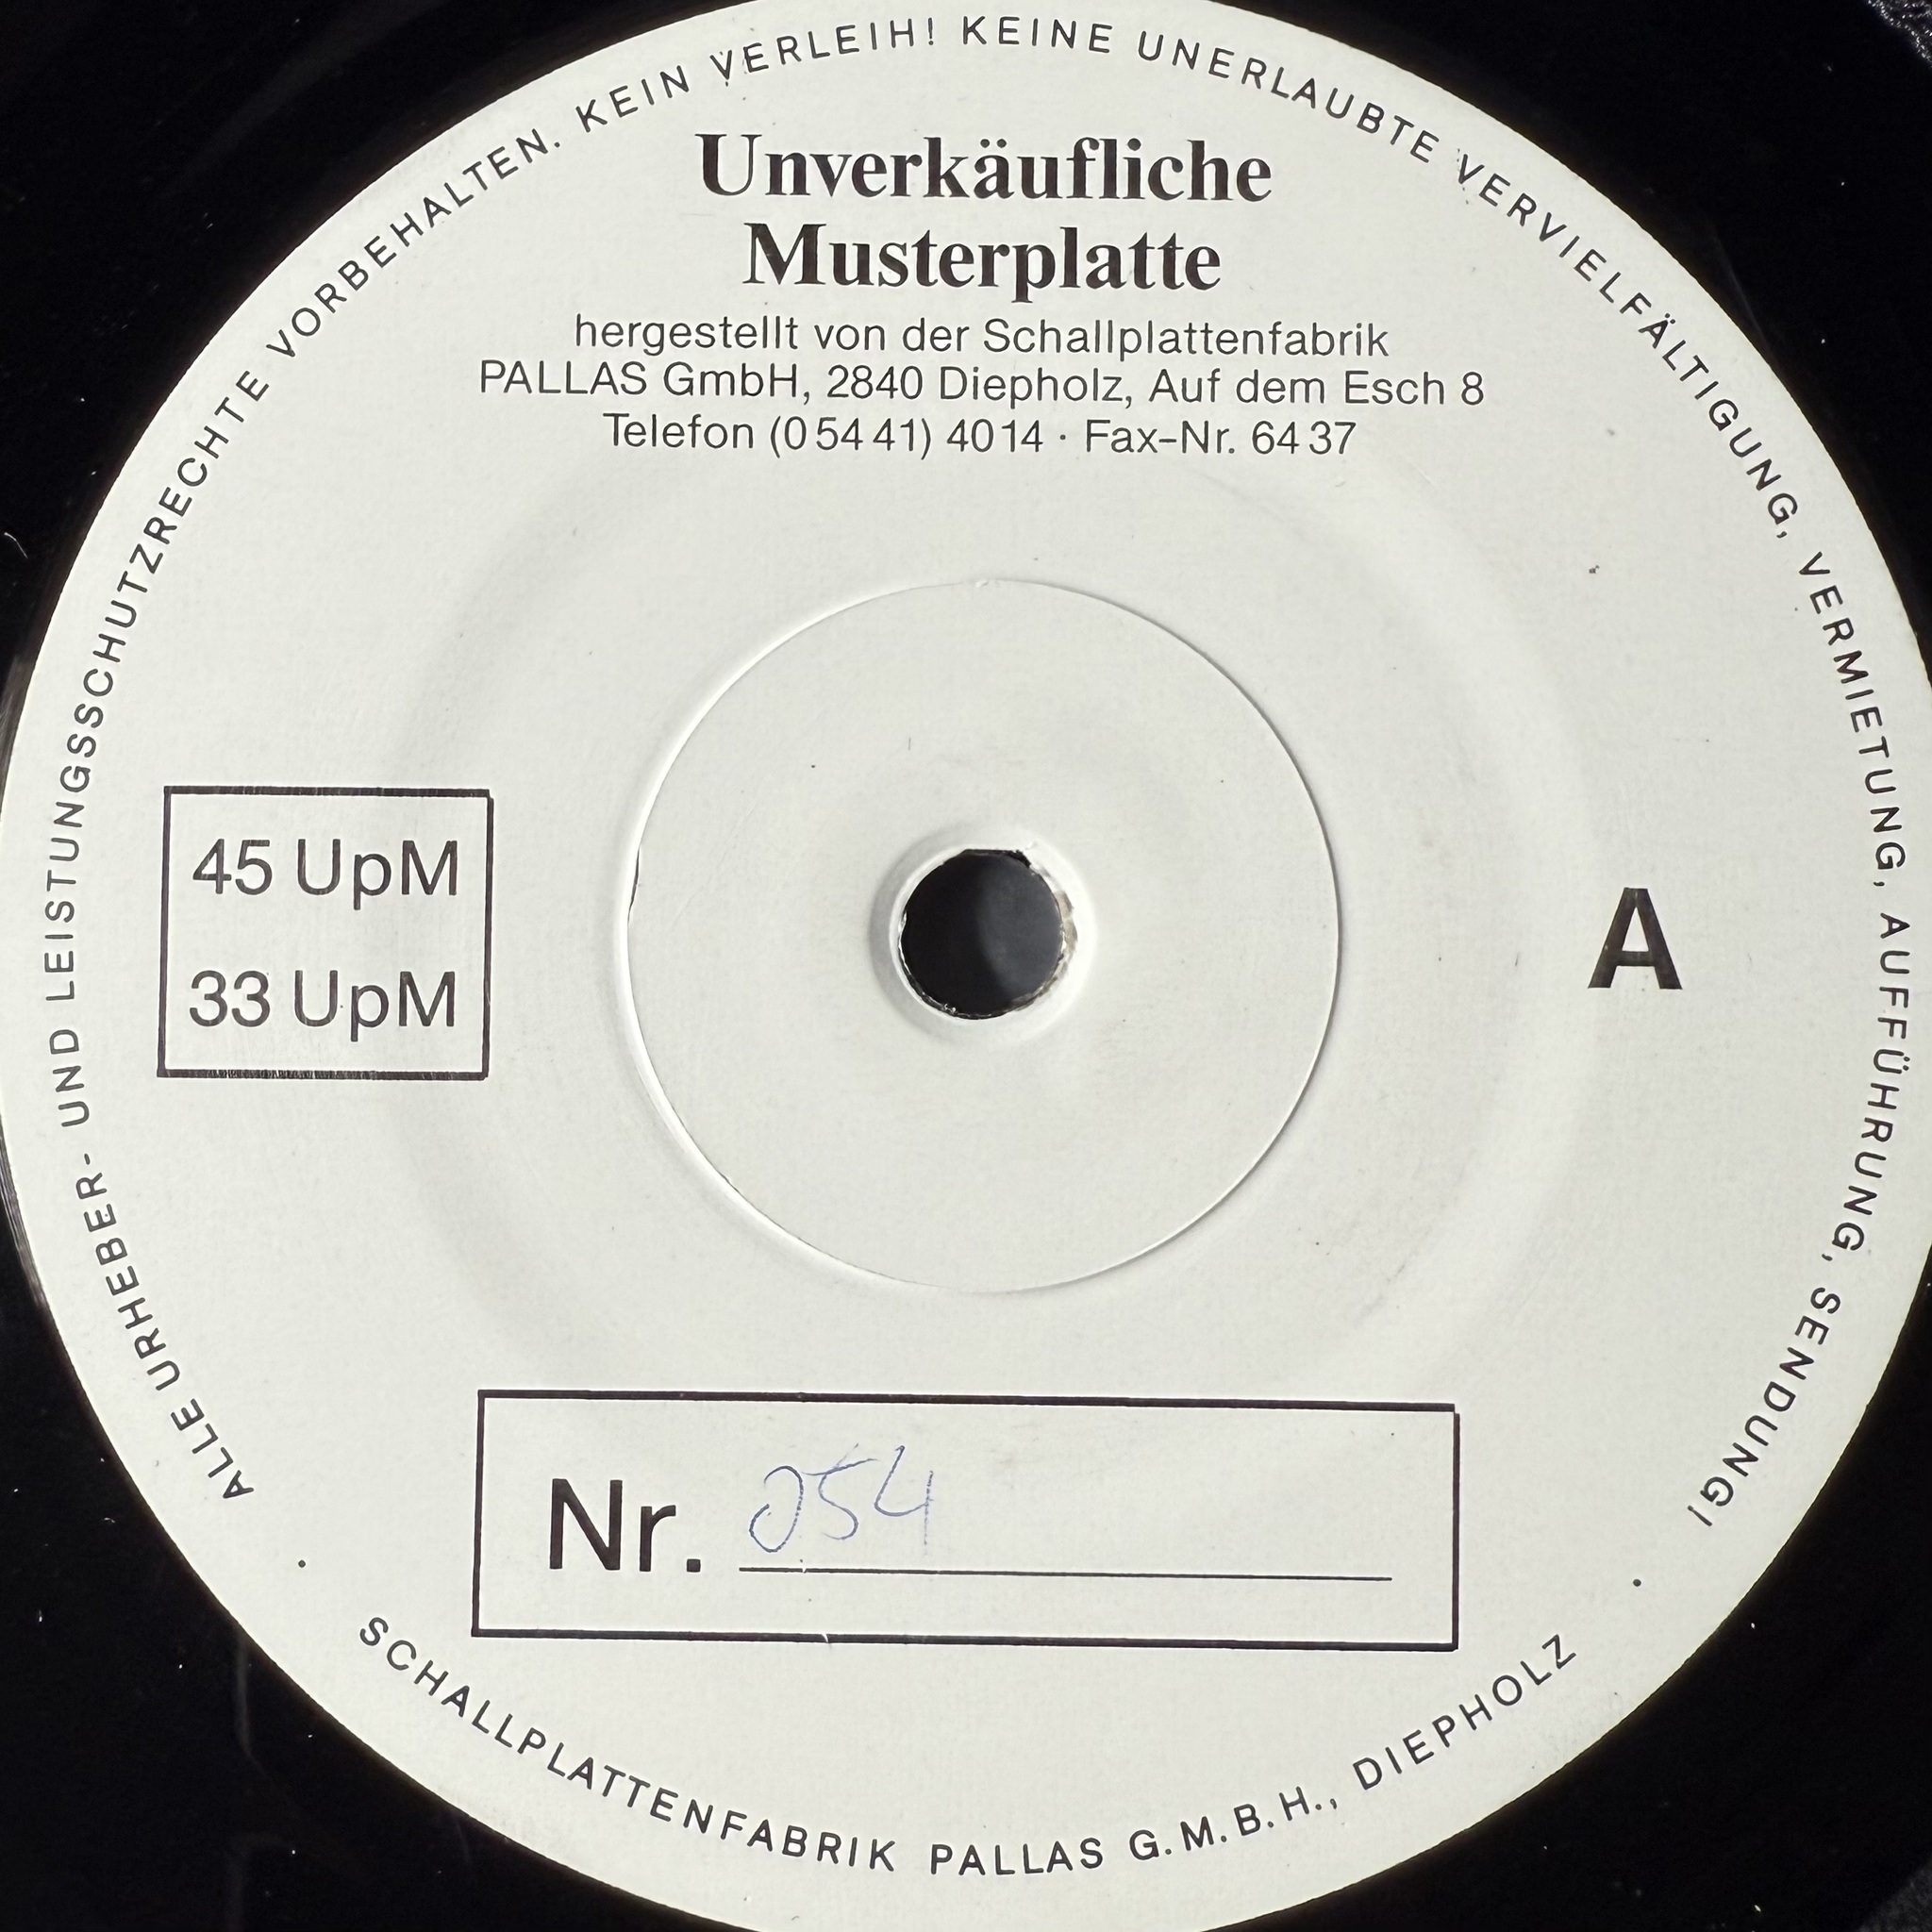 ALLE URHEBER- UND LEISTUNGSSCHUTZRECHTE VORBEHALTEN. KEIN VERLEIH! KEINE UNERLAUBTE VERVIELFÄLTIGUNG, VERMIETUNG, AUFFÜHRUNG, SENDUNG!
Unverkäufliche
Musterplatte
hergestellt von der Schallplattenfabrik
PALLAS GmbH, 2840 Diepholz, Auf dem Esch 8
Telefon (0 54 41) 40 14 · Fax-Nr. 64 37
45 UpM
33 UpM
A
Nr. 054
· SCHALLPLATTENFABRIK PALLAS G.M.B.H., DIEPHOLZ ·